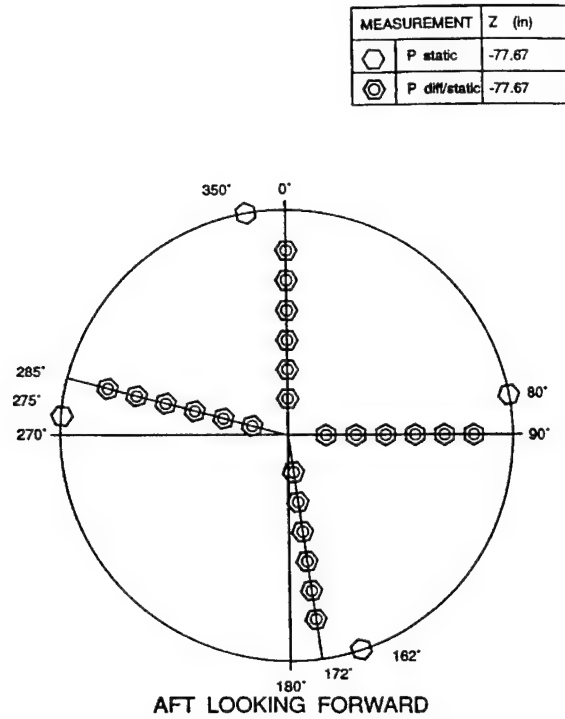 MEASUREMENT Z (in)
P static -77.67
P diff/static -77.67
350° 0°
285°
275°
270°
80°
90°
162°
172°
180°
AFT LOOKING FORWARD